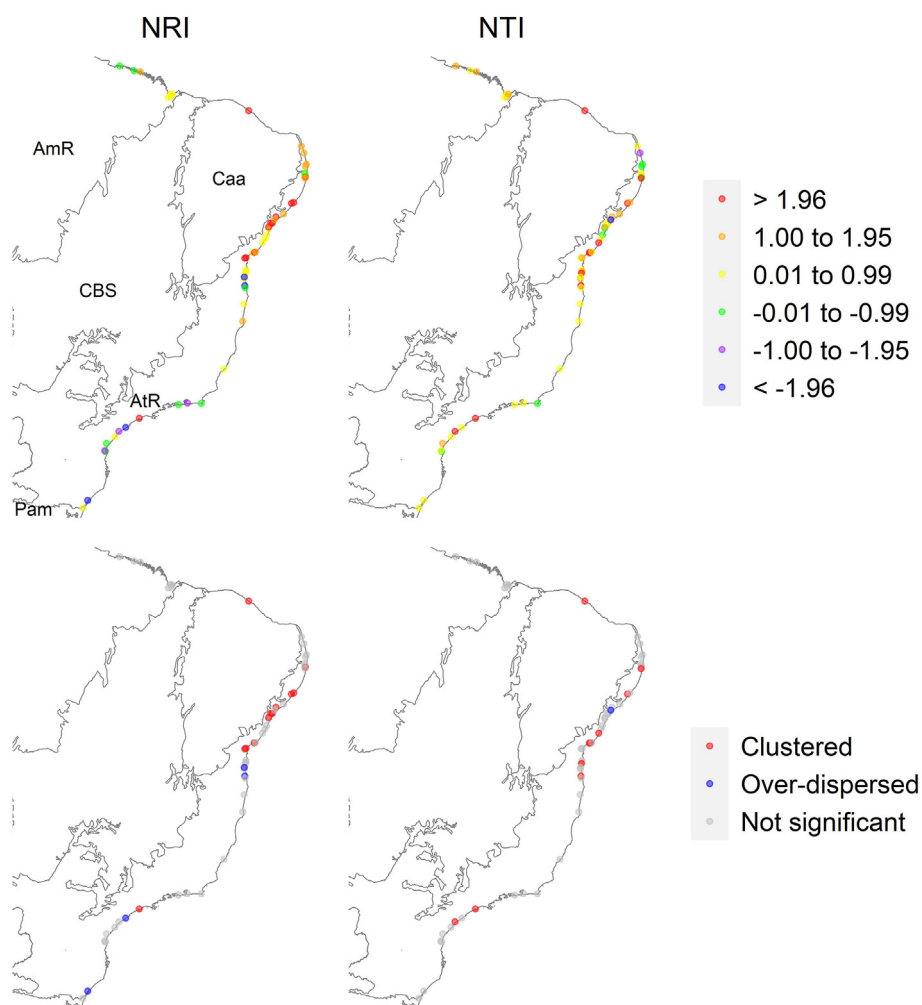 NRI
NTI
AmR
Caa
CBS
AtR
Pam
> 1.96
1.00 to 1.95
0.01 to 0.99
-0.01 to -0.99
-1.00 to -1.95
< -1.96
Clustered
Over-dispersed
Not significant